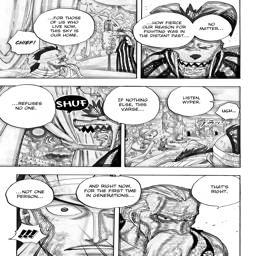 NO
MATTER...
HOW FIERCE
OUR REASON FOR
FIGHTING WAS IN
THE DISTANT PAST...
...FOR THOSE
OF US WHO
LIVE NOW,
THIS SKY IS
OUR HOME.
CHIEF!
LISTEN,
WYPER.
UGH...
IF NOTHING
ELSE, THIS
VARSE...
SHUF
...REFUSES
NO ONE.
THAT'S
RIGHT.
AND RIGHT NOW,
FOR THE FIRST TIME
IN GENERATIONS...
...NOT ONE
PERSON...
!!!